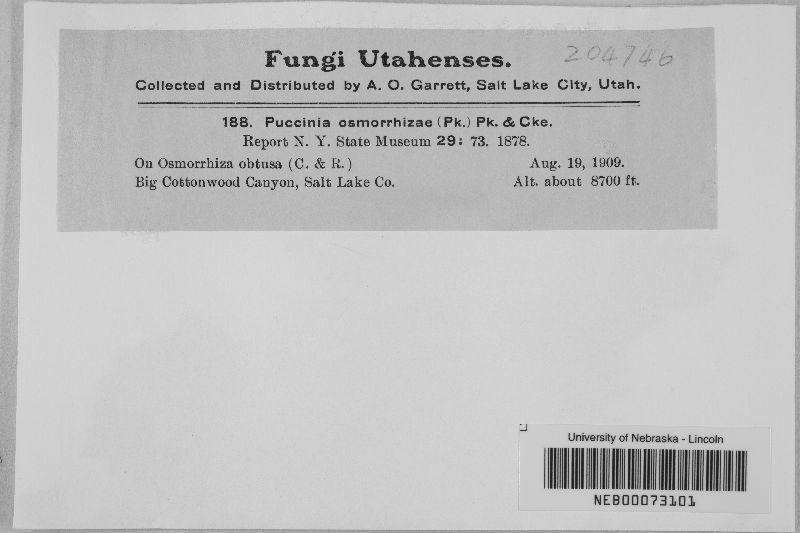 Fungi Utahenses.
204746
Collected and Distributed by A. O. Garrett, Salt Lake City, Utah.
188. Puccinia osmorrhizae (Pk.) Pk. & Cke.
Report N. Y. State Museum 29: 73. 1878.
On Osmorrhiza obtusa (C. & R.) Aug. 19, 1909.
Big Cottonwood Canyon, Salt Lake Co. Alt. about 8700 ft.
University of Nebraska - Lincoln
NEB00073101